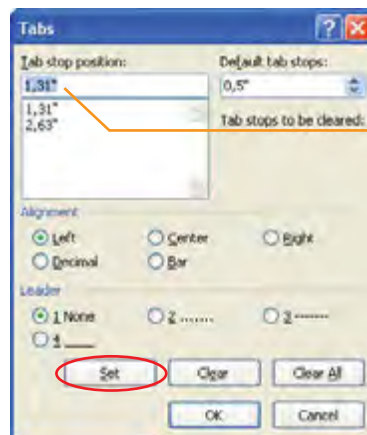 Tabs
Tab stop position:
Default tab stops:
1,31"
0,5"
1,31"
2,63"
Tab stops to be cleared:
Alignment
Left
Center
Right
Decimal
Bar
Leader
1 None
2 .......
3 -------
4 ___
Set
Clear
Clear All
OK
Cancel